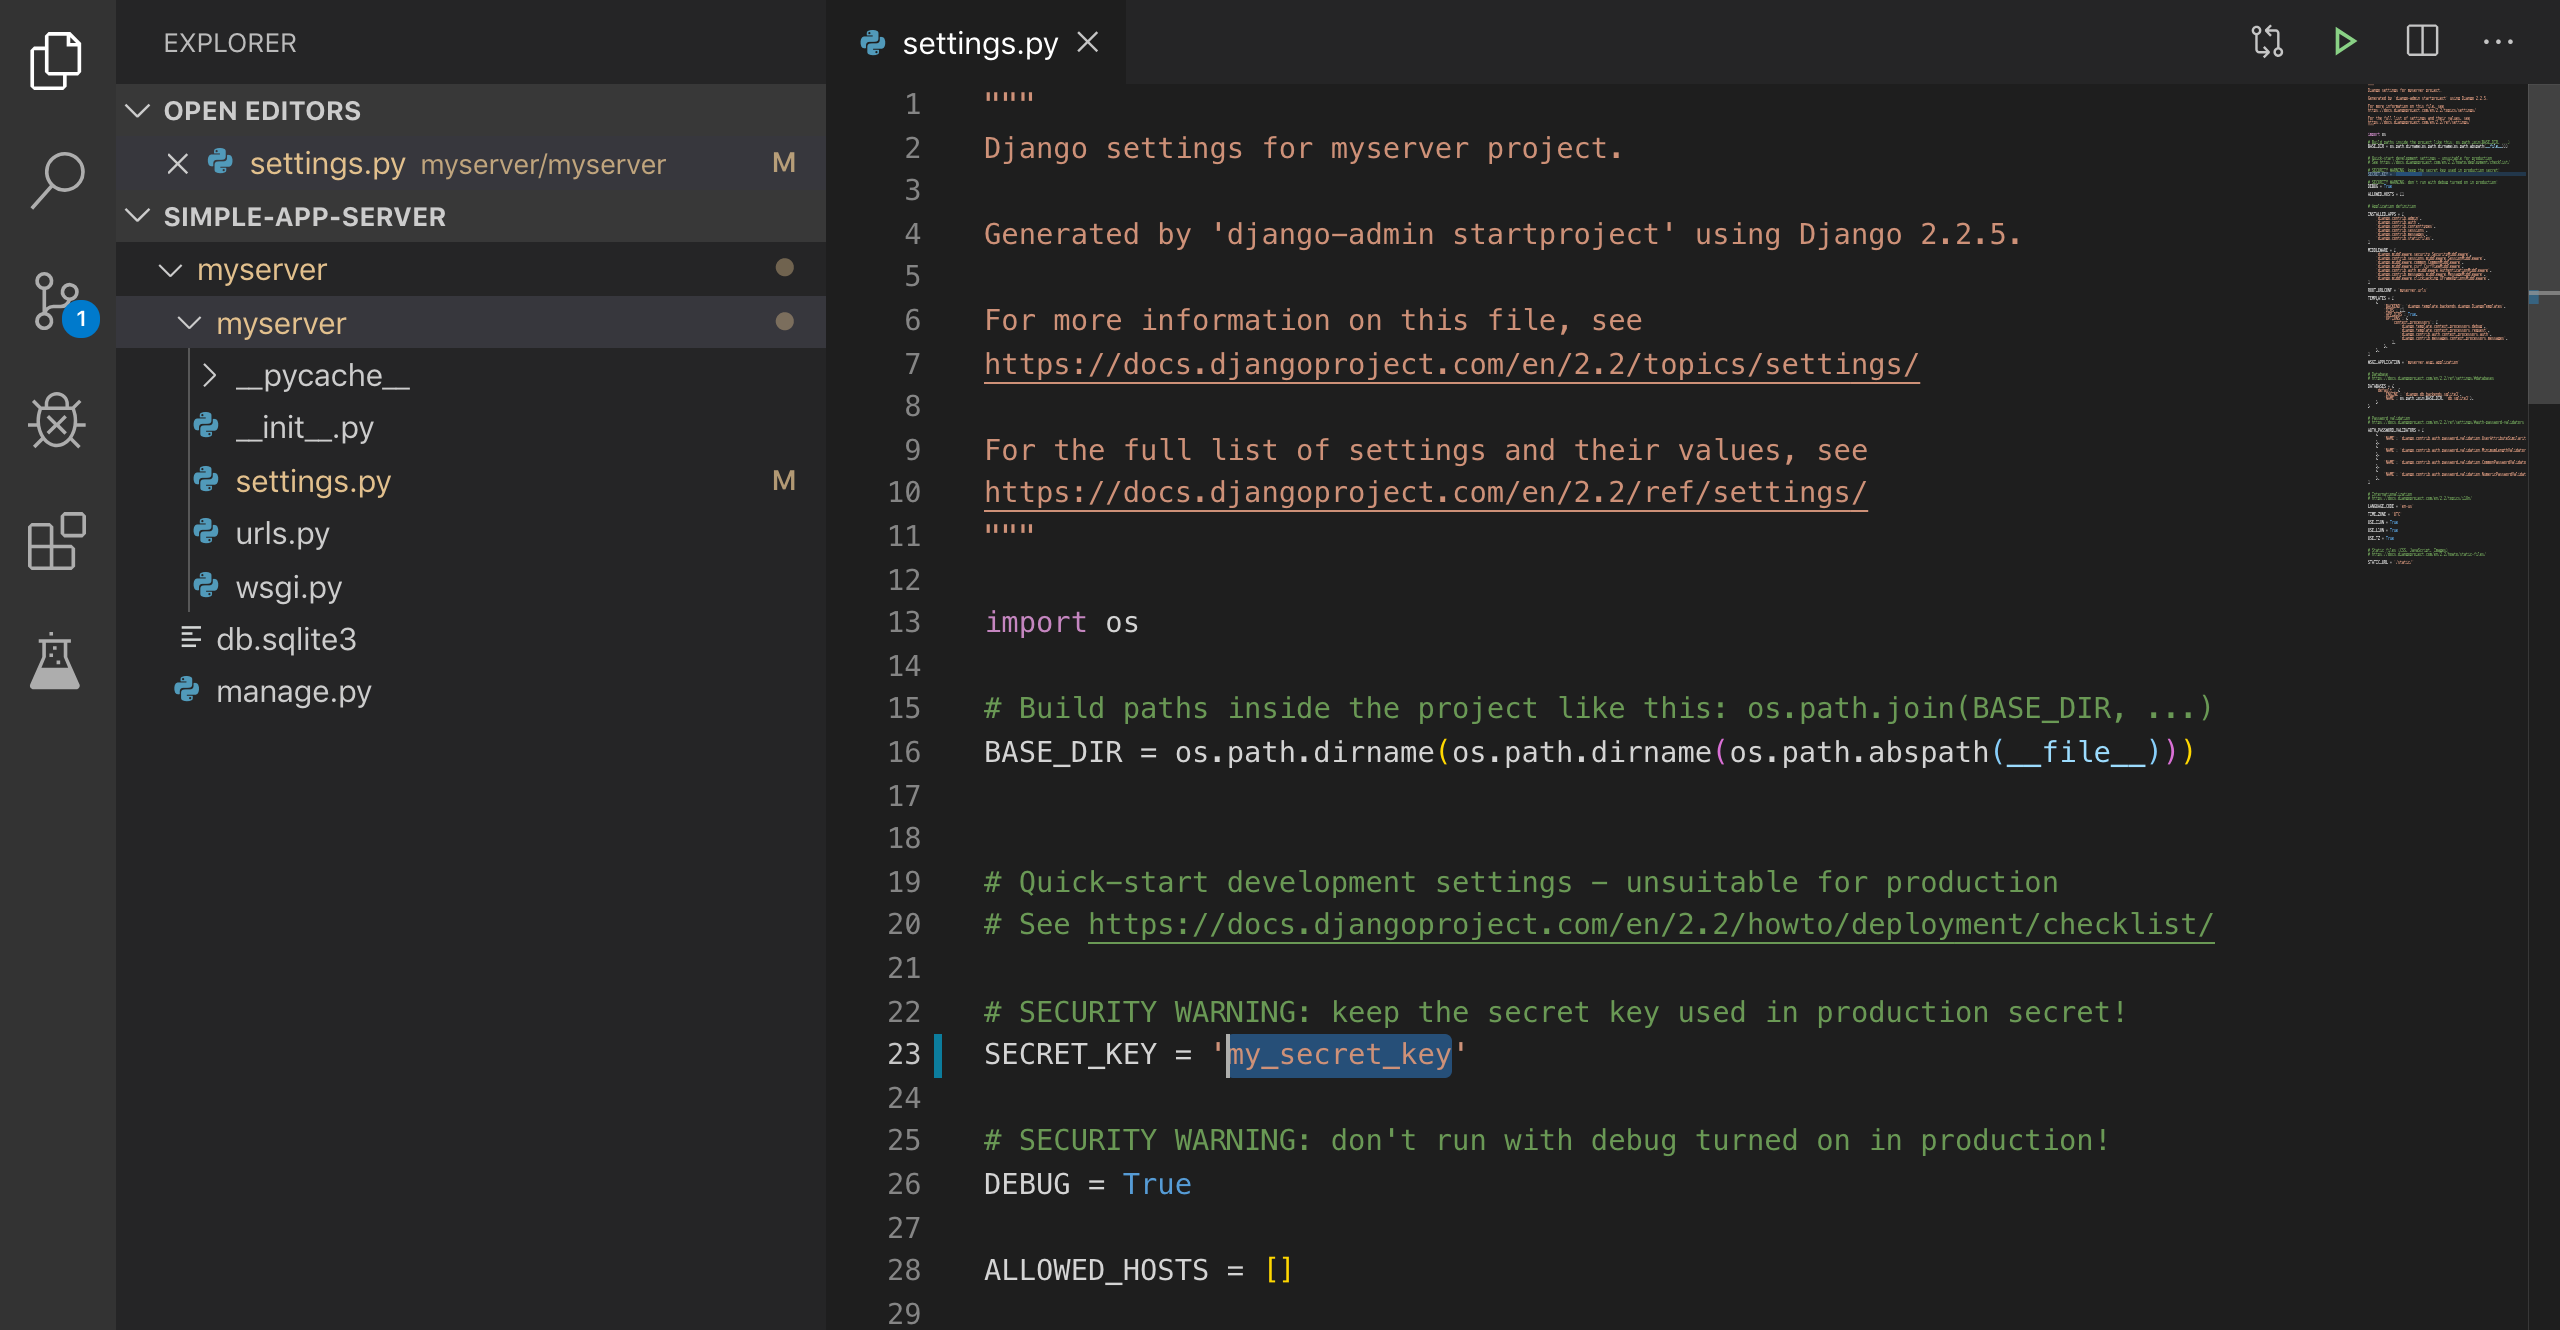 EXPLORER
OPEN EDITORS
settings.py myserver/myserver M
SIMPLE-APP-SERVER
myserver
myserver
__pycache__
__init__.py
settings.py M
urls.py
wsgi.py
db.sqlite3
manage.py
1
settings.py
1 """
2 Django settings for myserver project.
3
4 Generated by 'django-admin startproject' using Django 2.2.5.
5
6 For more information on this file, see
7 https://docs.djangoproject.com/en/2.2/topics/settings/
8
9 For the full list of settings and their values, see
10 https://docs.djangoproject.com/en/2.2/ref/settings/
11 """
12
13 import os
14
15 # Build paths inside the project like this: os.path.join(BASE_DIR, ...)
16 BASE_DIR = os.path.dirname(os.path.dirname(os.path.abspath(__file__)))
17
18
19 # Quick-start development settings - unsuitable for production
20 # See https://docs.djangoproject.com/en/2.2/howto/deployment/checklist/
21
22 # SECURITY WARNING: keep the secret key used in production secret!
23 SECRET_KEY = 'my_secret_key'
24
25 # SECURITY WARNING: don't run with debug turned on in production!
26 DEBUG = True
27
28 ALLOWED_HOSTS = []
29